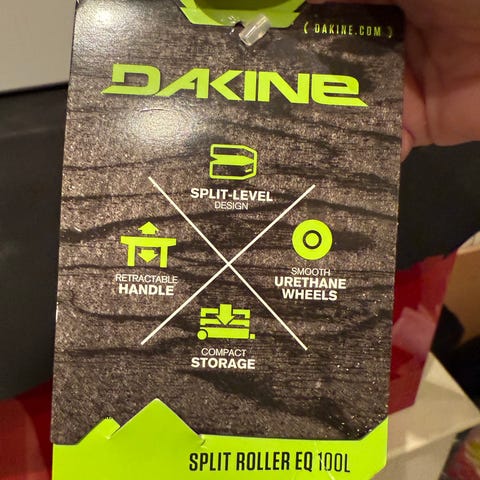 ( DAKINE.COM )
DAKINE
SPLIT-LEVEL
DESIGN
RETRACTABLE
HANDLE
SMOOTH
URETHANE
WHEELS
COMPACT
STORAGE
SPLIT ROLLER EQ 100L